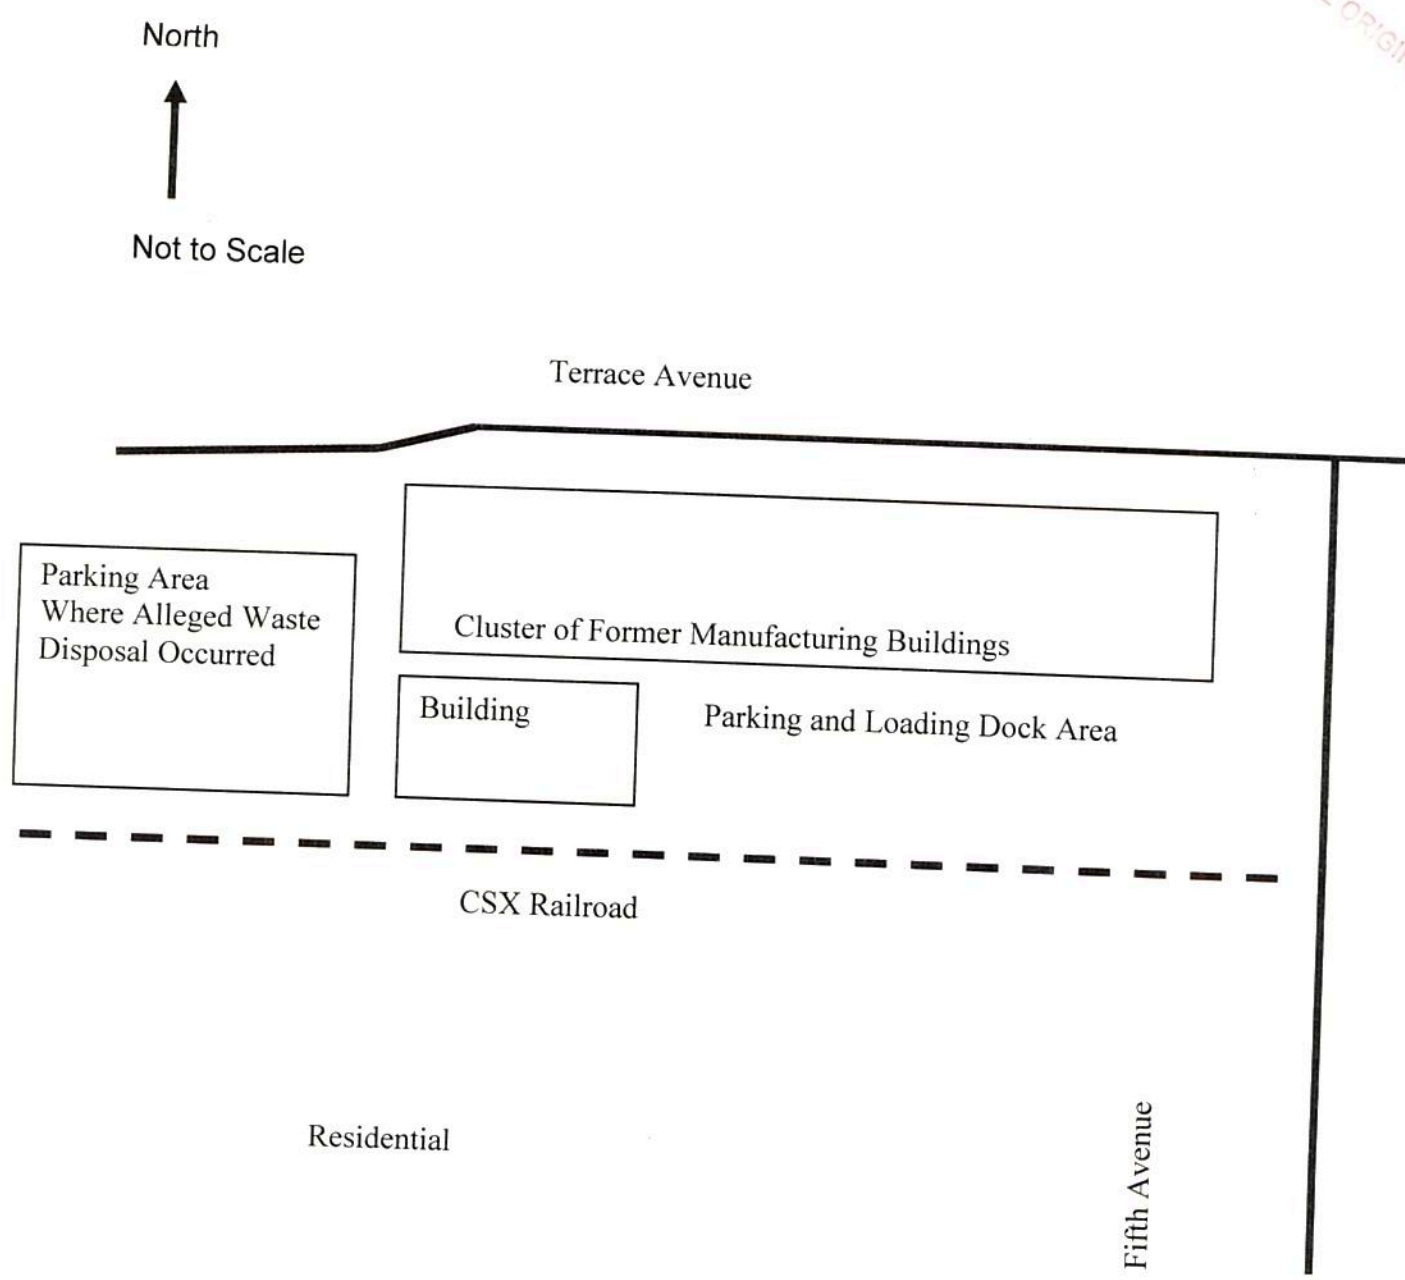 North
Not to Scale
Terrace Avenue
Parking Area
Where Alleged Waste
Disposal Occurred
Cluster of Former Manufacturing Buildings
Building
Parking and Loading Dock Area
CSX Railroad
Residential
Fifth Avenue